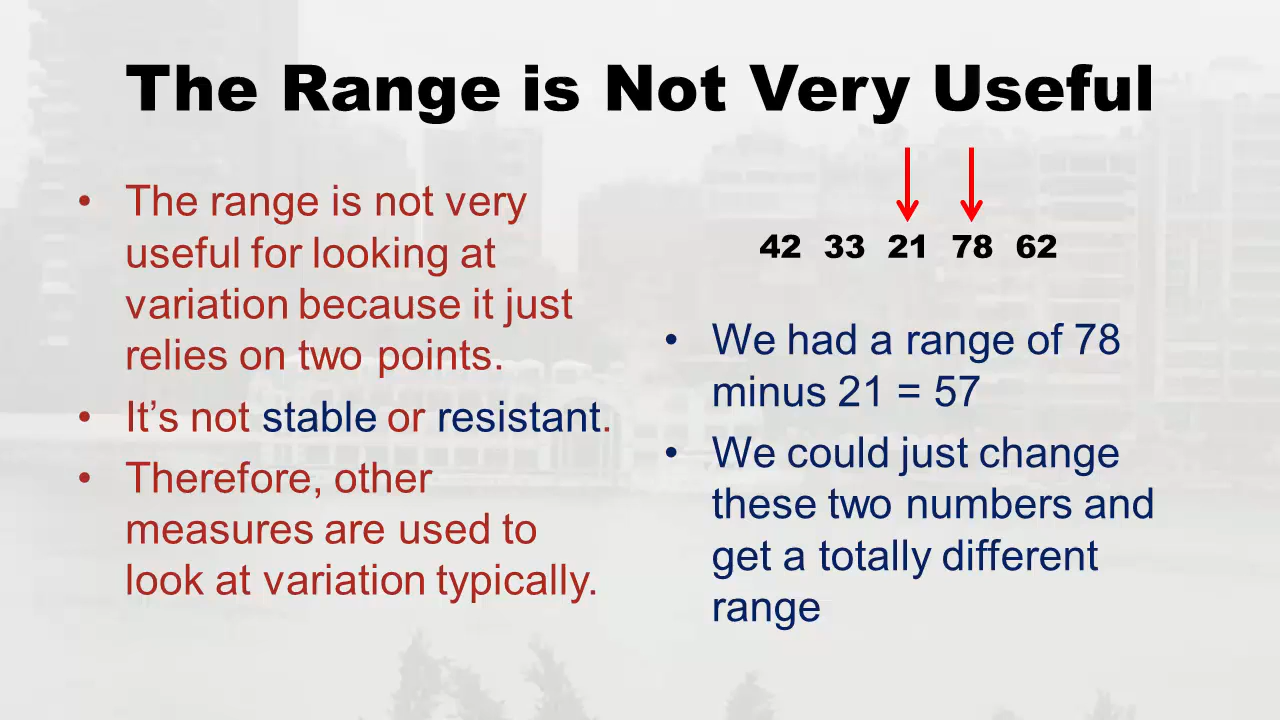 The Range is Not Very Useful
• The range is not very
useful for looking at
variation because it just
relies on two points.
• It’s not stable or resistant.
• Therefore, other
measures are used to
look at variation typically.
42 33 21 78 62
• We had a range of 78
minus 21 = 57
• We could just change
these two numbers and
get a totally different
range